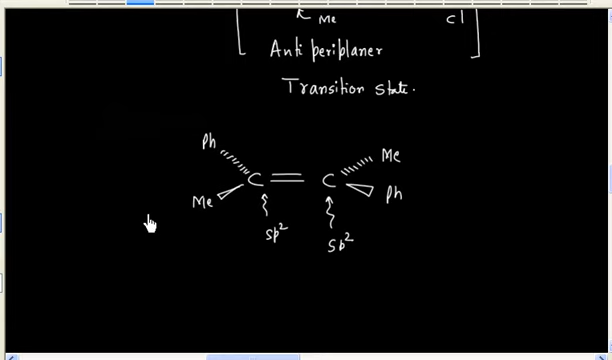 Me Cl
Anti periplaner
Transition state.
Ph Me
C = C
Me Ph
sp²
sp²